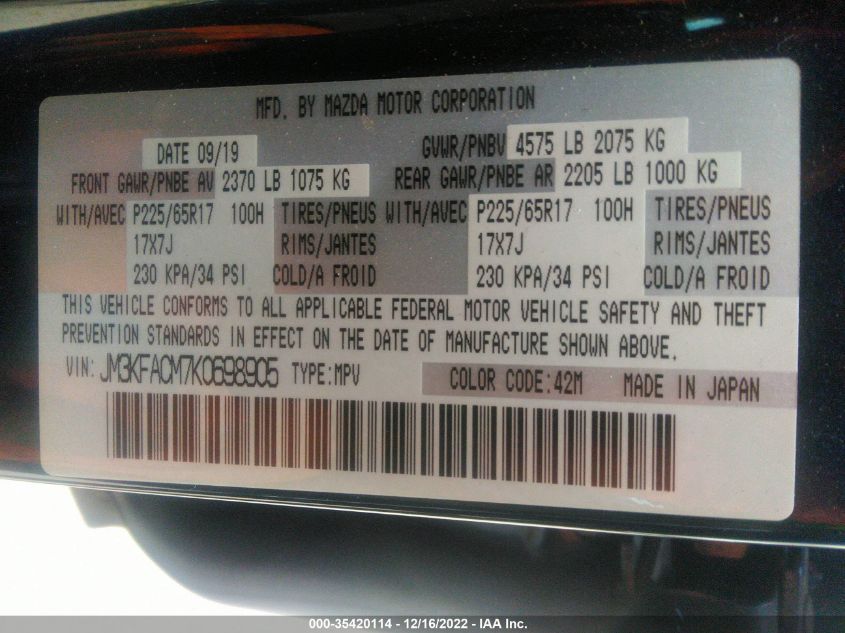 MFD. BY MAZDA MOTOR CORPORATION
DATE 09/19 GVWR/PNBV 4575 LB 2075 KG
FRONT GAWR/PNBE AV 2370 LB 1075 KG REAR GAWR/PNBE AR 2205 LB 1000 KG
WITH/AVEC P225/65R17 100H TIRES/PNEUS WITH/AVEC P225/65R17 100H TIRES/PNEUS
17X7J RIMS/JANTES 17X7J RIMS/JANTES
230 KPA/34 PSI COLD/A FROID 230 KPA/34 PSI COLD/A FROID
THIS VEHICLE CONFORMS TO ALL APPLICABLE FEDERAL MOTOR VEHICLE SAFETY AND THEFT
PREVENTION STANDARDS IN EFFECT ON THE DATE OF MANUFACTURE SHOWN ABOVE.
VIN: JM3KFACM7K0698905 TYPE:MPV COLOR CODE:42M MADE IN JAPAN
000-35420114 - 12/16/2022 - IAA Inc.